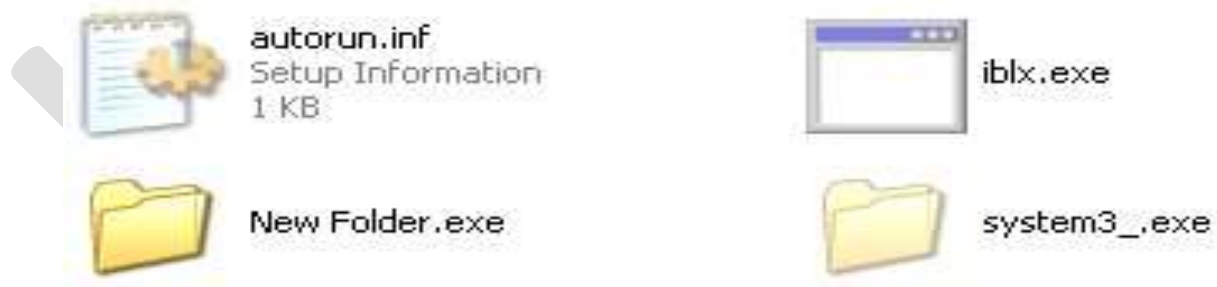 autorun.inf
Setup Information
1 KB
iblx.exe
New Folder.exe
system3_.exe